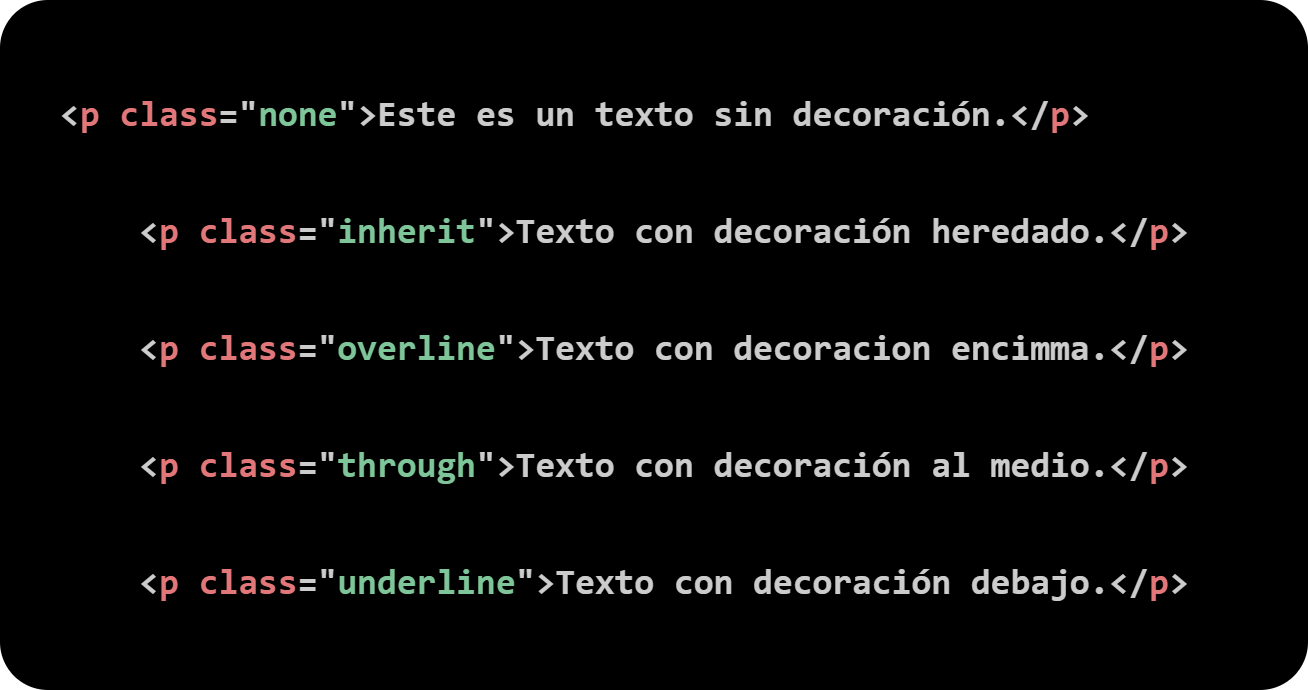 <p class="none">Este es un texto sin decoración.</p>
<p class="inherit">Texto con decoración heredado.</p>
<p class="overline">Texto con decoracion encimma.</p>
<p class="through">Texto con decoración al medio.</p>
<p class="underline">Texto con decoración debajo.</p>